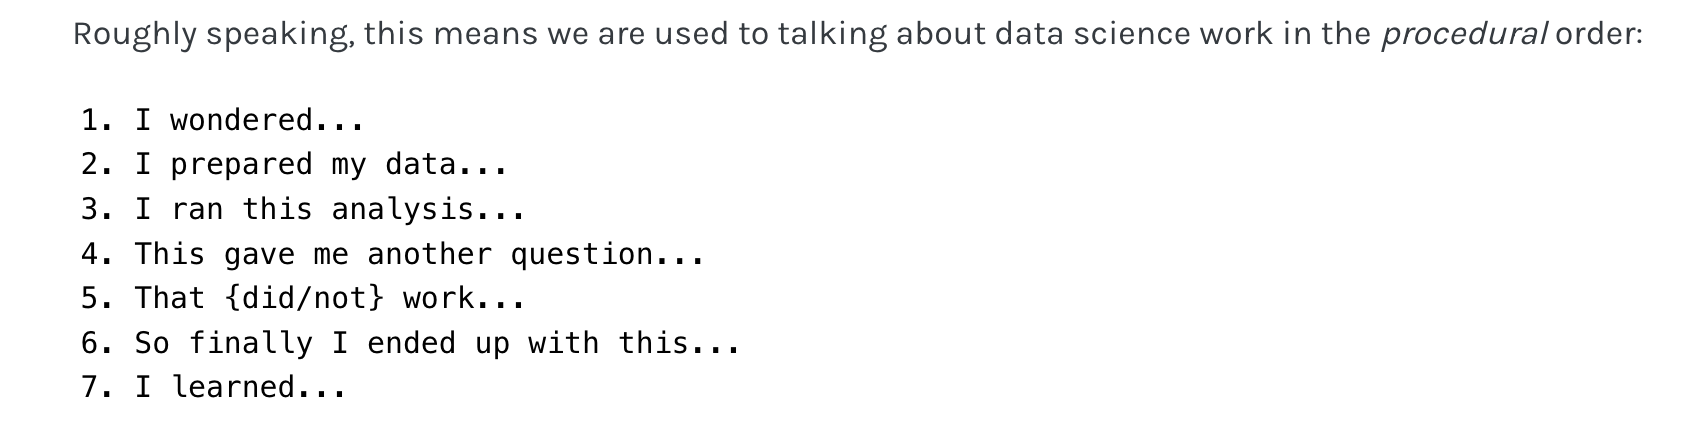 Roughly speaking, this means we are used to talking about data science work in the procedural order:
1. I wondered...
2. I prepared my data...
3. I ran this analysis...
4. This gave me another question...
5. That {did/not} work...
6. So finally I ended up with this...
7. I learned...